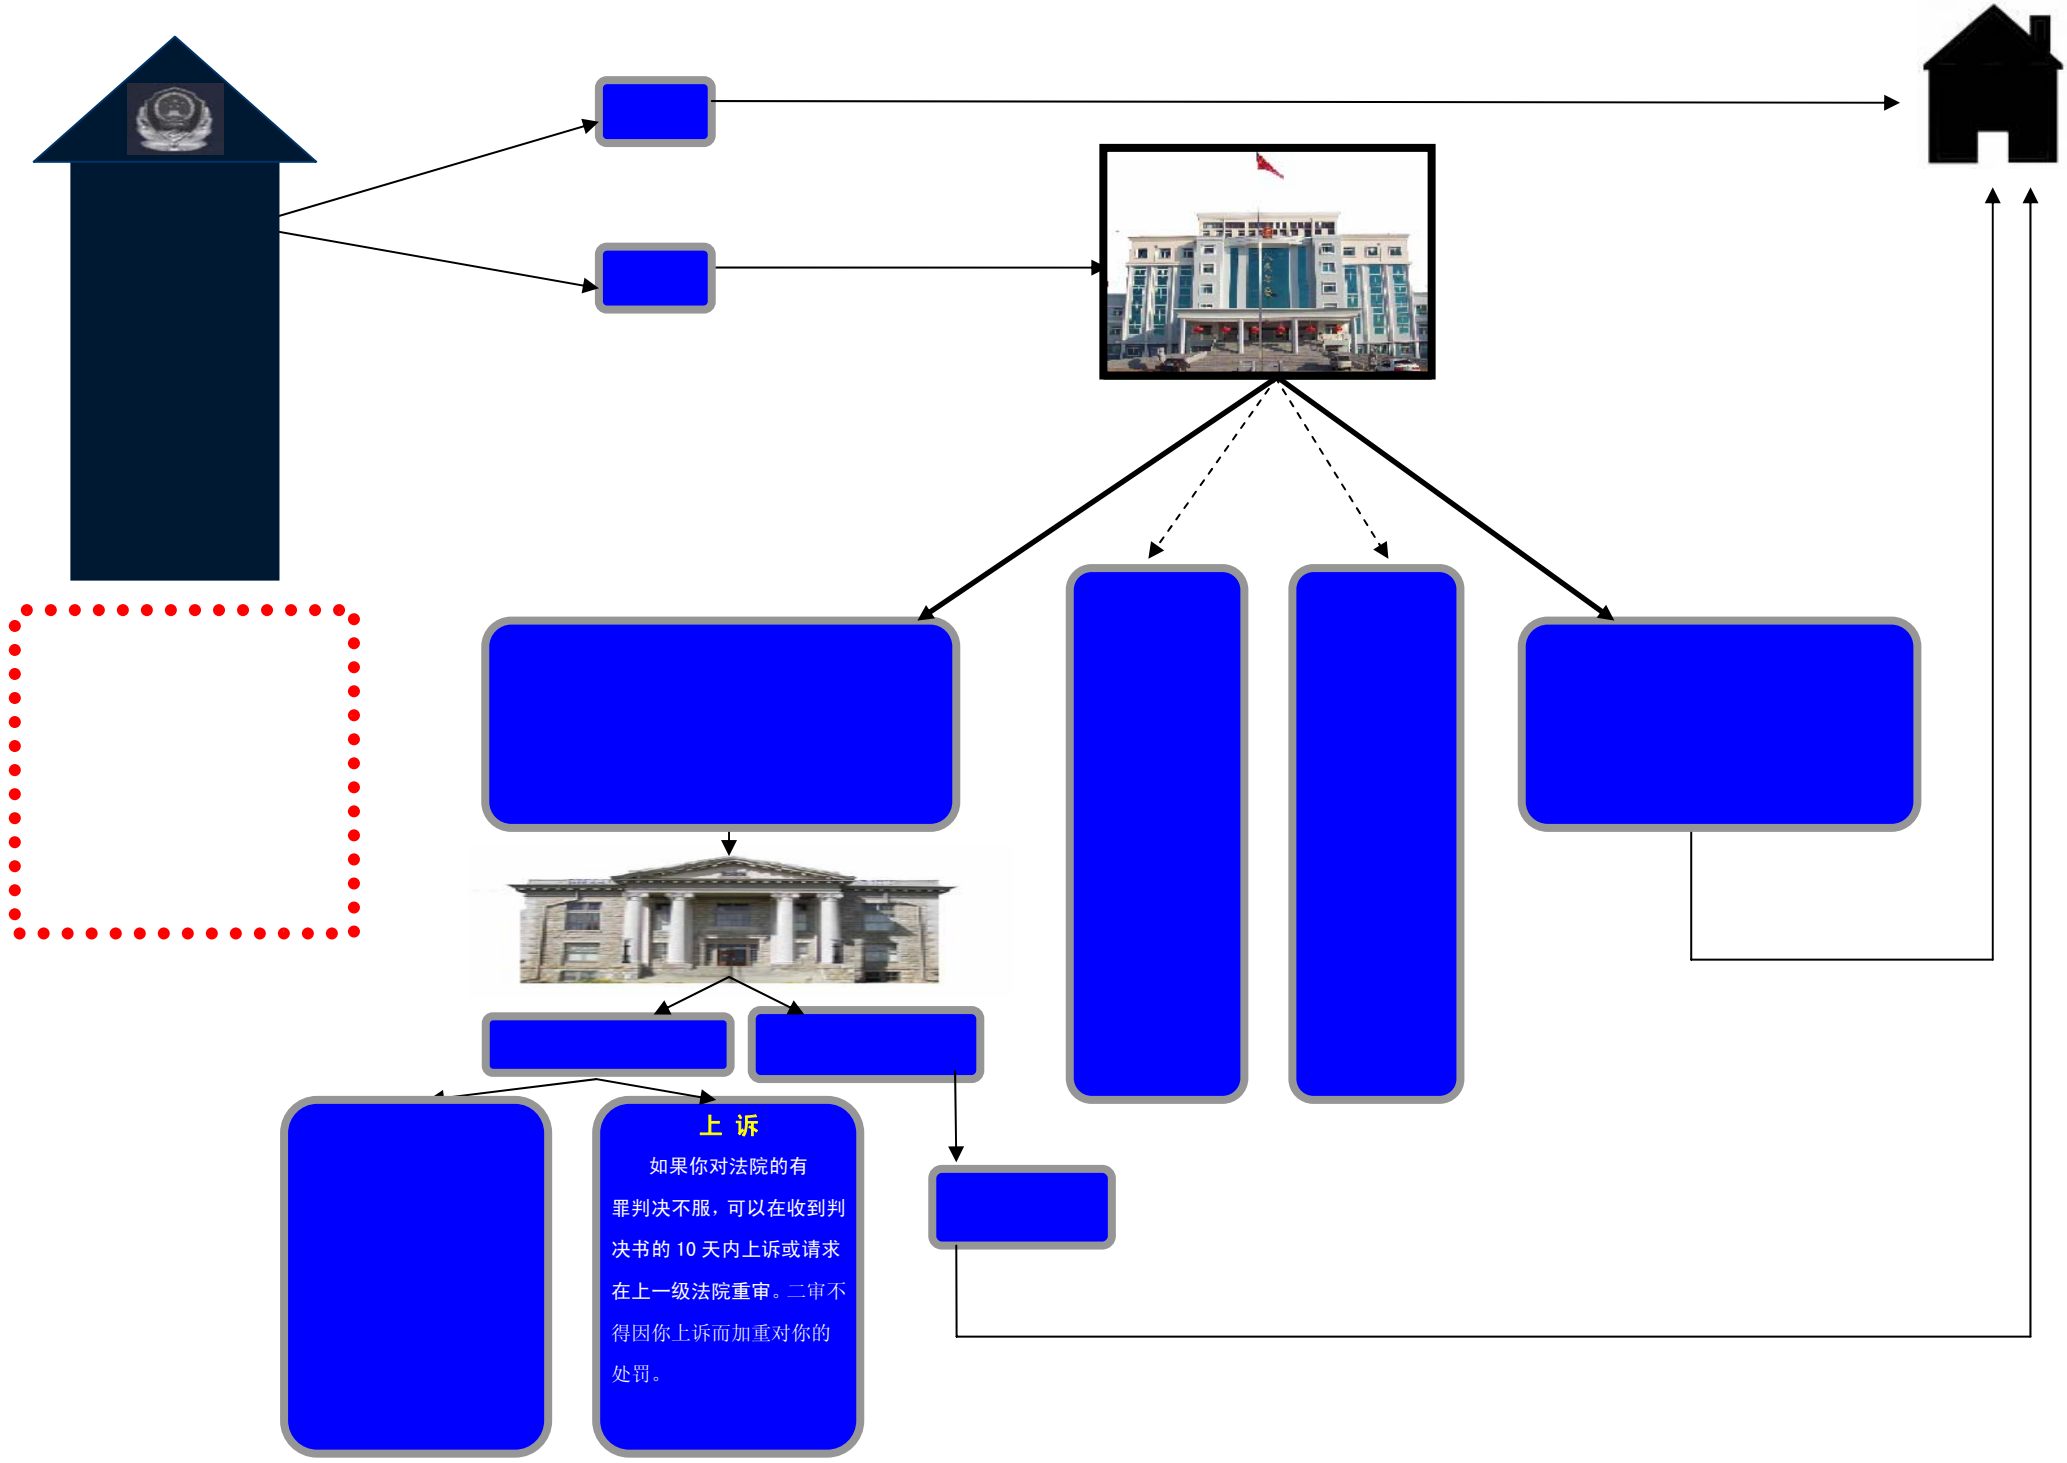 上 诉
如果你对法院的有
罪判决不服，可以在收到判
决书的 10 天内上诉或请求
在上一级法院重审。二审不
得因你上诉而加重对你的
处罚。